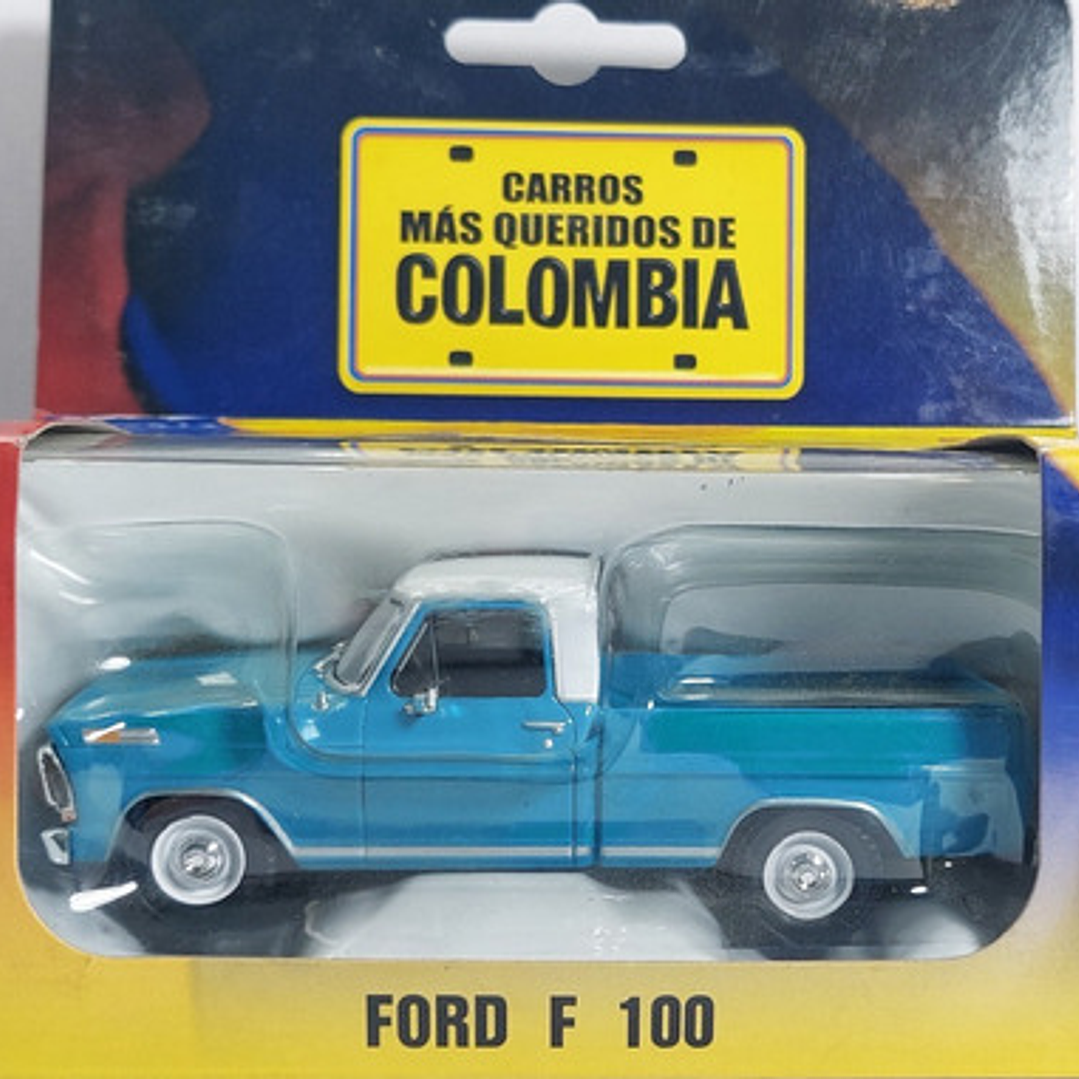 CARROS
MÁS QUERIDOS DE
COLOMBIA
FORD F 100